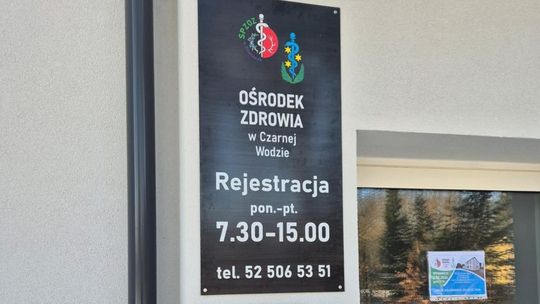 SPZOZ
OŚRODEK
ZDROWIA
w Czarnej
Wodzie
Rejestracja
pon.-pt.
7.30-15.00
tel. 52 506 53 51